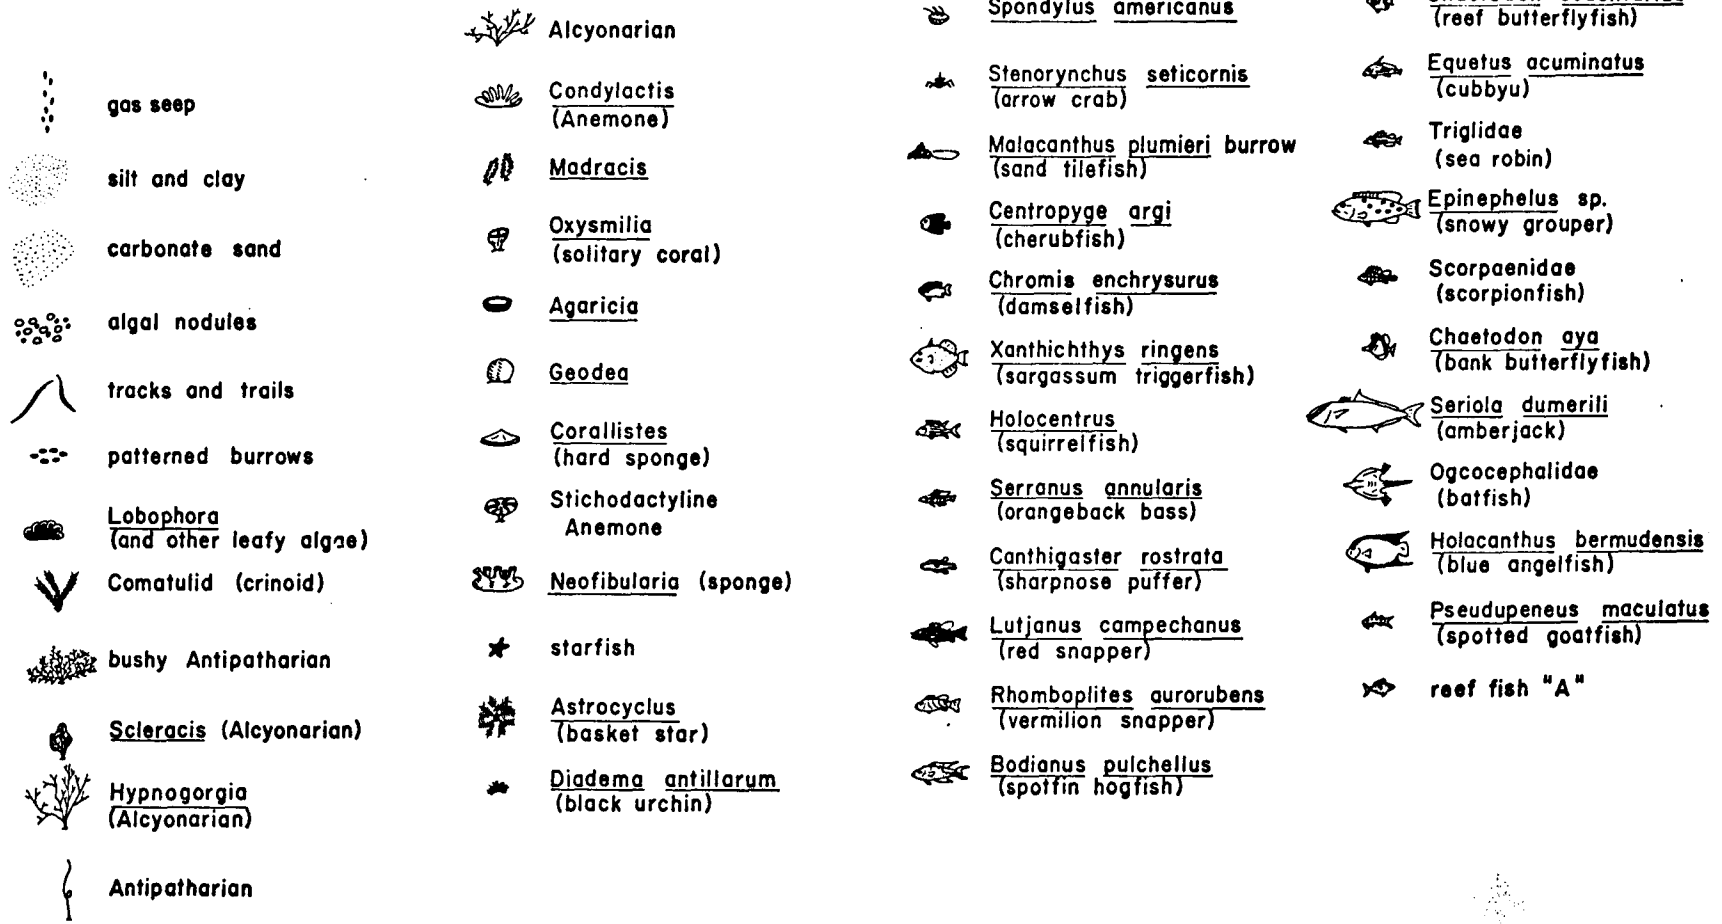 gas seep
silt and clay
carbonate sand
algal nodules
tracks and trails
patterned burrows
Lobophora
(and other leafy algae)
Comatulid (crinoid)
bushy Antipatharian
Scleracis (Alcyonarian)
Hypnogorgia
(Alcyonarian)
Antipatharian
Alcyonarian
Condylactis
(Anemone)
Madracis
Oxysmilia
(solitary coral)
Agaricia
Geodea
Corallistes
(hard sponge)
Stichodactyline
Anemone
Neofibularia (sponge)
starfish
Astrocyclus
(basket star)
Diadema antillarum
(black urchin)
Spondylus americanus
Stenorynchus seticornis
(arrow crab)
Malacanthus plumieri burrow
(sand tilefish)
Centropyge argi
(cherubfish)
Chromis enchrysurus
(damselfish)
Xanthichthys ringens
(sargassum triggerfish)
Holocentrus
(squirrelfish)
Serranus annularis
(orangeback bass)
Canthigaster rostrata
(sharpnose puffer)
Lutjanus campechanus
(red snapper)
Rhomboplites aurorubens
(vermilion snapper)
Bodianus pulchellus
(spotfin hogfish)
(reef butterflyfish)
Equetus acuminatus
(cubbyu)
Triglidae
(sea robin)
Epinephelus sp.
(snowy grouper)
Scorpaenidae
(scorpionfish)
Chaetodon aya
(bank butterflyfish)
Seriola dumerili
(amberjack)
Ogcocephalidae
(batfish)
Holacanthus bermudensis
(blue angelfish)
Pseudupeneus maculatus
(spotted goatfish)
reef fish "A"